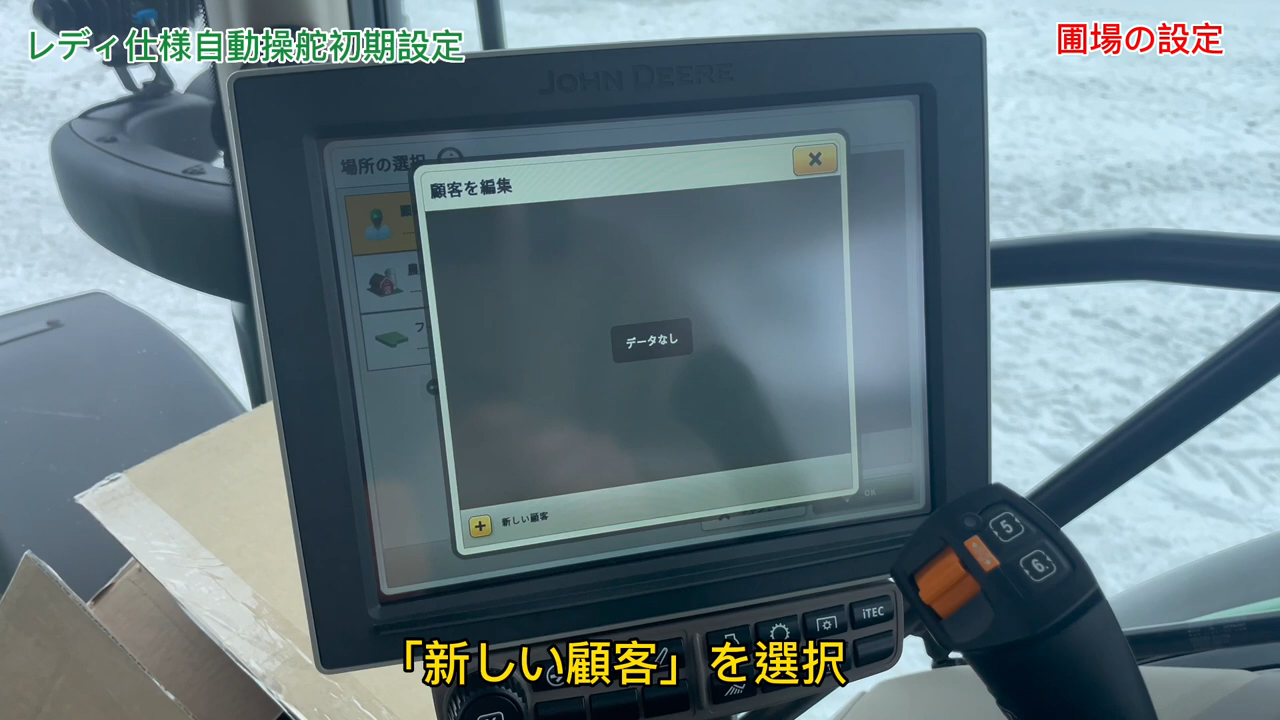 レディ仕様自動操舵初期設定
圃場の設定
JOHN DEERE
場所の選択
顧客を編集
データなし
フ
新しい顧客
OK
5
6
iTEC
「新しい顧客」を選択